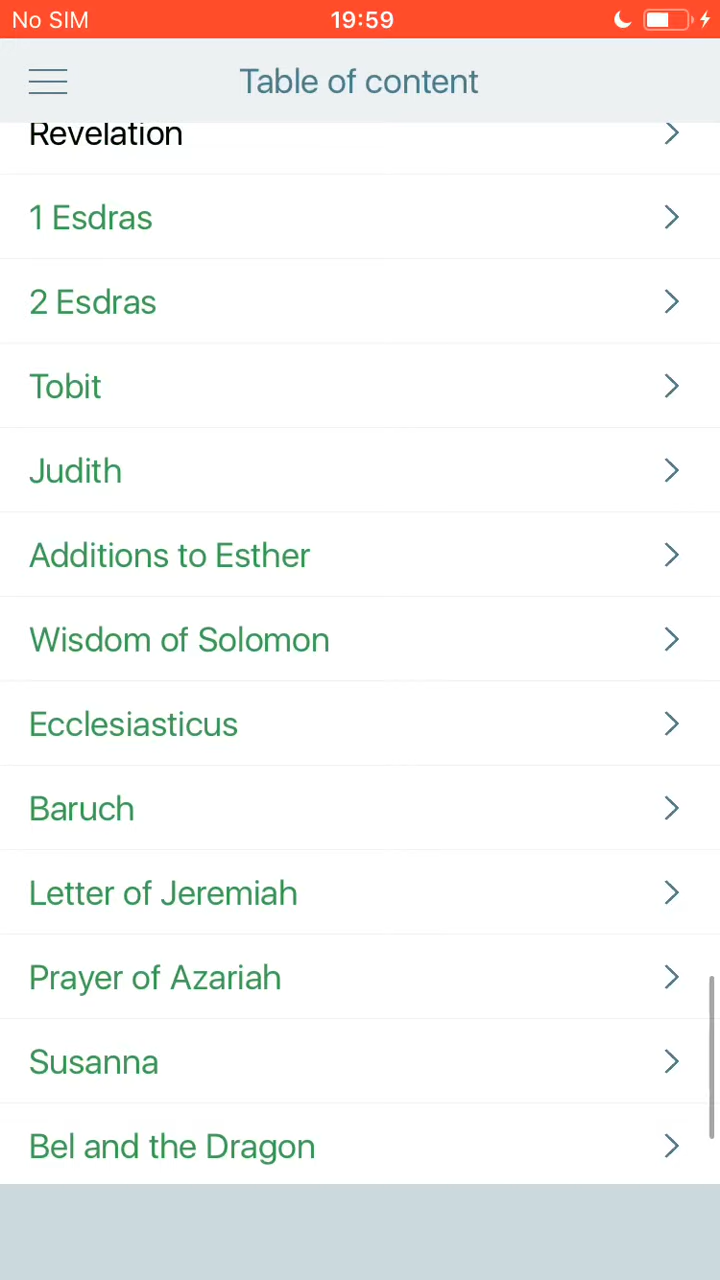 No SIM 19:59
Table of content
Revelation
1 Esdras
2 Esdras
Tobit
Judith
Additions to Esther
Wisdom of Solomon
Ecclesiasticus
Baruch
Letter of Jeremiah
Prayer of Azariah
Susanna
Bel and the Dragon